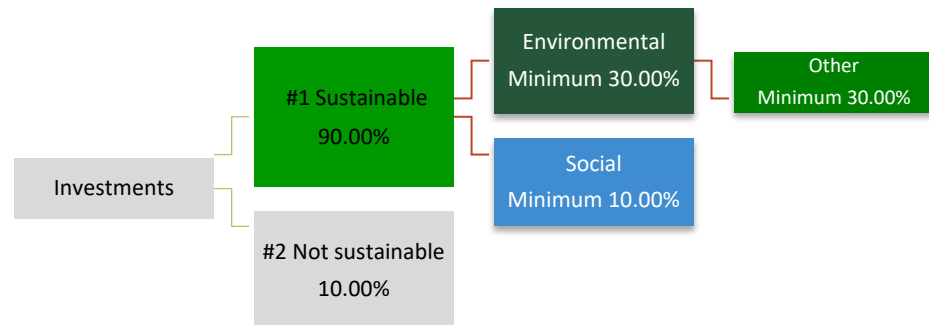 Investments
#1 Sustainable
90.00%
#2 Not sustainable
10.00%
Environmental
Minimum 30.00%
Social
Minimum 10.00%
Other
Minimum 30.00%